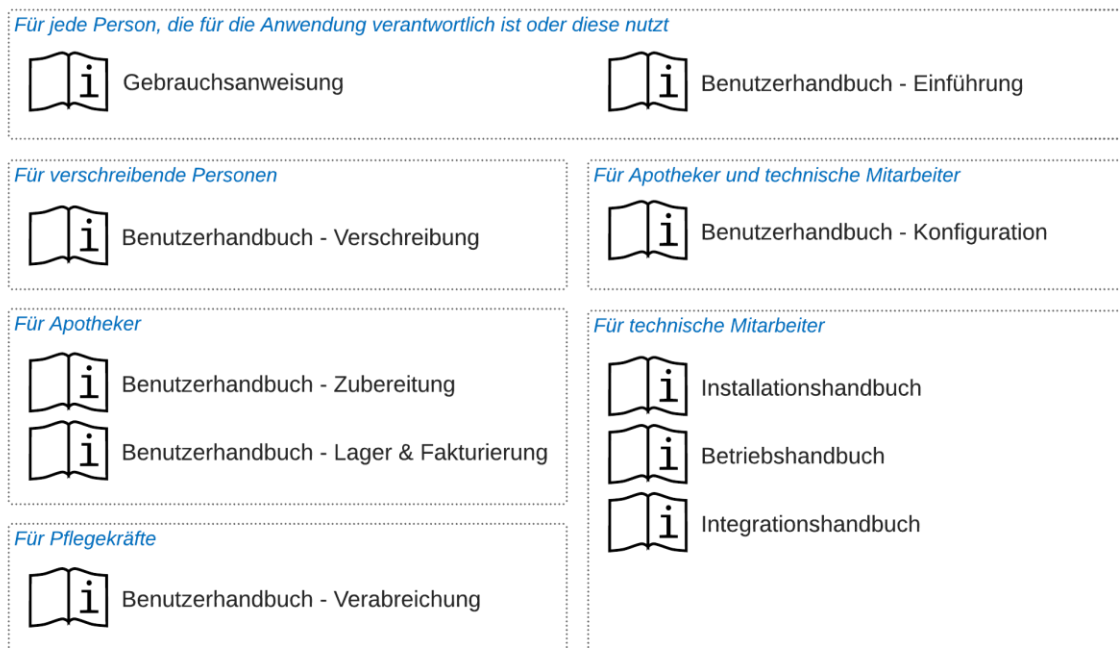 Für jede Person, die für die Anwendung verantwortlich ist oder diese nutzt
Gebrauchsanweisung
Benutzerhandbuch - Einführung
Für verschreibende Personen
Benutzerhandbuch - Verschreibung
Für Apotheker und technische Mitarbeiter
Benutzerhandbuch - Konfiguration
Für Apotheker
Benutzerhandbuch - Zubereitung
Benutzerhandbuch - Lager & Fakturierung
Für technische Mitarbeiter
Installationshandbuch
Betriebshandbuch
Integrationshandbuch
Für Pflegekräfte
Benutzerhandbuch - Verabreichung